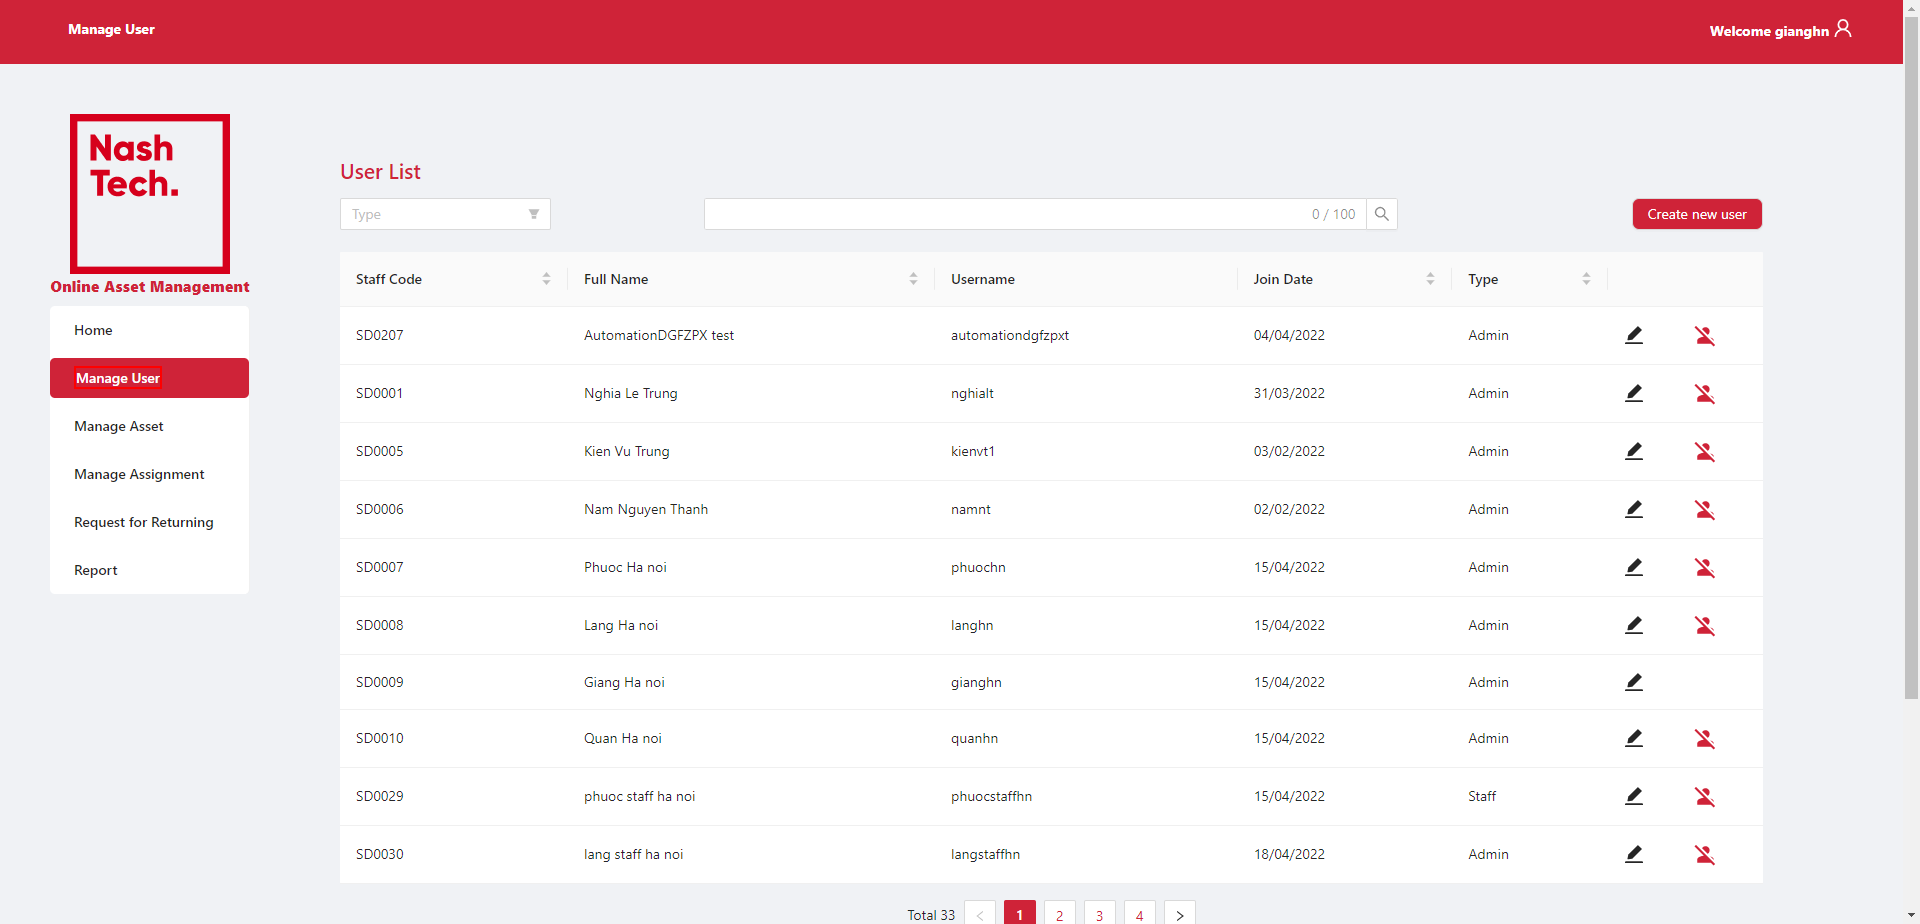 Manage User
Welcome gianghn
Nash
Tech.
Online Asset Management
Home
Manage User
Manage Asset
Manage Assignment
Request for Returning
Report
User List
Type
0 / 100
Create new user
Staff Code Full Name Username Join Date Type
SD0207 AutomationDGFZPX test automationdgfzpxt 04/04/2022 Admin
SD0001 Nghia Le Trung nghialt 31/03/2022 Admin
SD0005 Kien Vu Trung kienvt1 03/02/2022 Admin
SD0006 Nam Nguyen Thanh namnt 02/02/2022 Admin
SD0007 Phuoc Ha noi phuochn 15/04/2022 Admin
SD0008 Lang Ha noi langhn 15/04/2022 Admin
SD0009 Giang Ha noi gianghn 15/04/2022 Admin
SD0010 Quan Ha noi quanhn 15/04/2022 Admin
SD0029 phuoc staff ha noi phuocstaffhn 15/04/2022 Staff
SD0030 lang staff ha noi langstaffhn 18/04/2022 Admin
Total 33 < 1 2 3 4 >